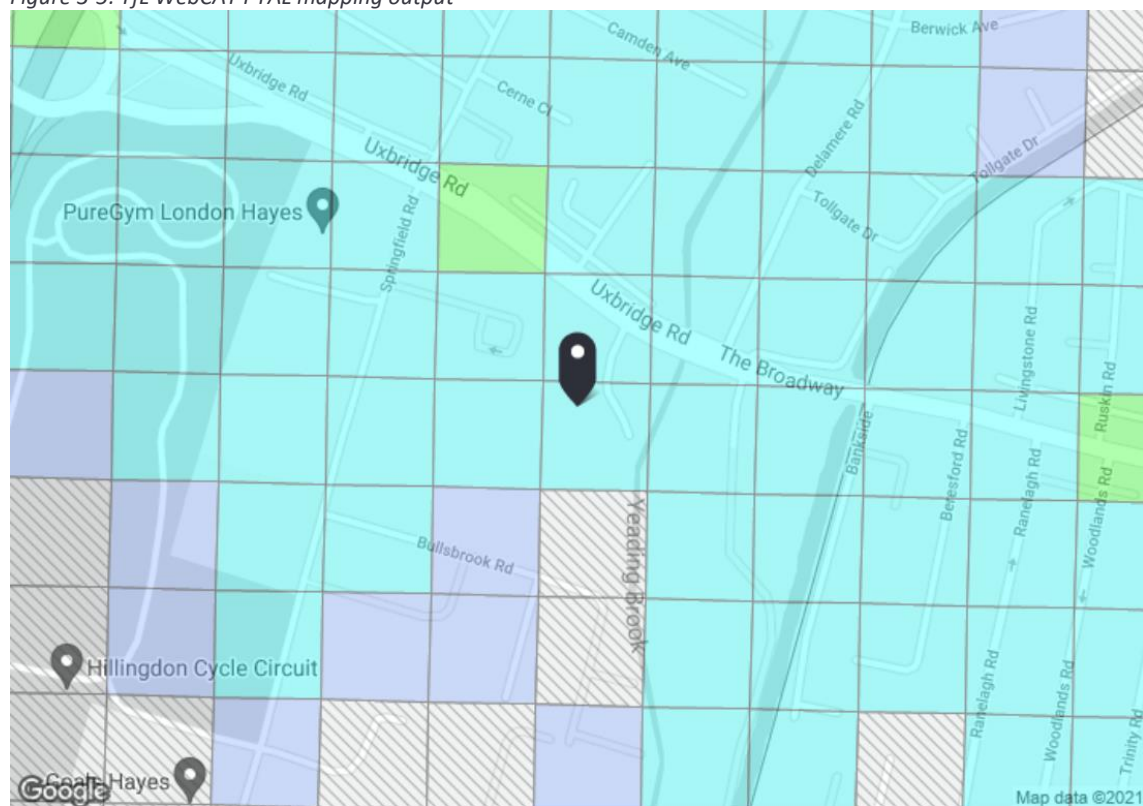 Figure 3-3: TfL WebCAT PTAL mapping output
Berwick Ave
Camden Ave
Uxbridge Rd
Cerne Cl
Delamere Rd
Tollgate Dr
Uxbridge Rd
PureGym London Hayes
Springfield Rd
Tollgate Dr
Uxbridge Rd
The Broadway
Livingstone Rd
Ruskin Rd
Bankside
Beresford Rd
Ranelagh Rd
Woodlands Rd
Bullsbrook Rd
Yeading Brook
Hillingdon Cycle Circuit
Ranelagh Rd
Woodlands Rd
Trinity Rd
Goals Hayes
Google
Map data ©2021